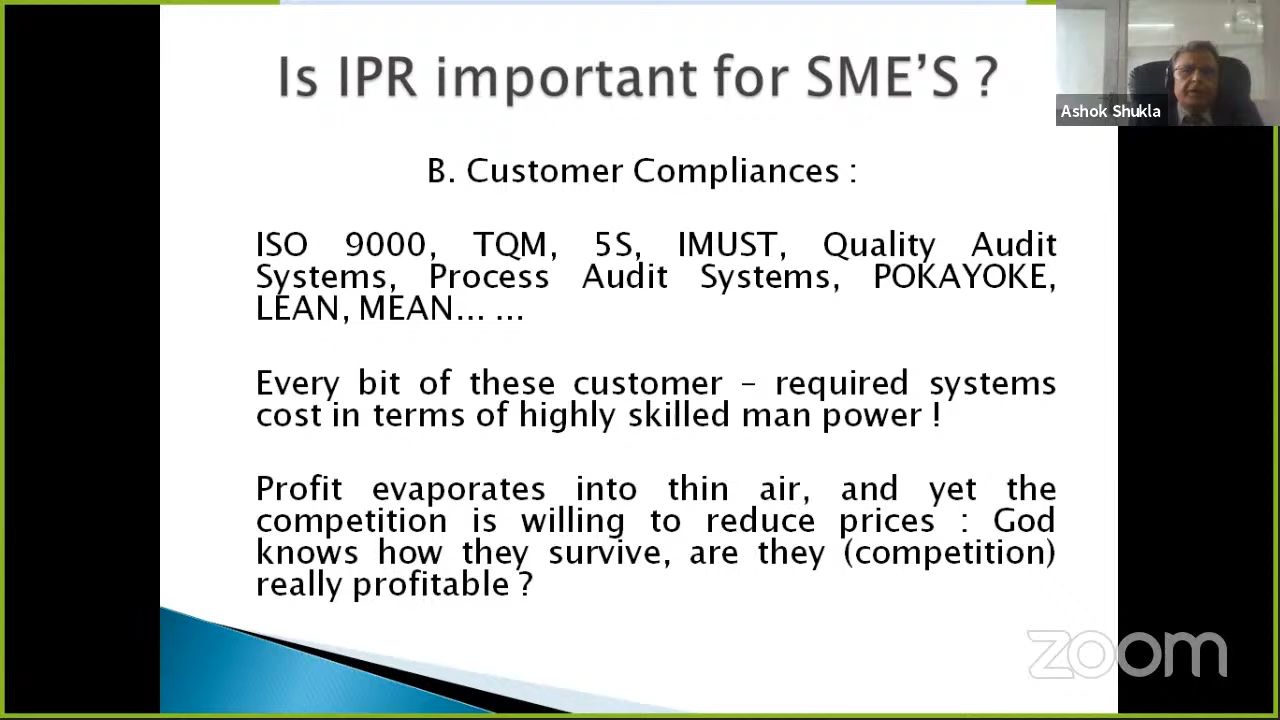 Is IPR important for SME'S ?
Ashok Shukla
B. Customer Compliances :
ISO 9000, TQM, 5S, IMUST, Quality Audit
Systems, Process Audit Systems, POKAYOKE,
LEAN, MEAN... ...
Every bit of these customer – required systems
cost in terms of highly skilled man power !
Profit evaporates into thin air, and yet the
competition is willing to reduce prices : God
knows how they survive, are they (competition)
really profitable ?
zoom